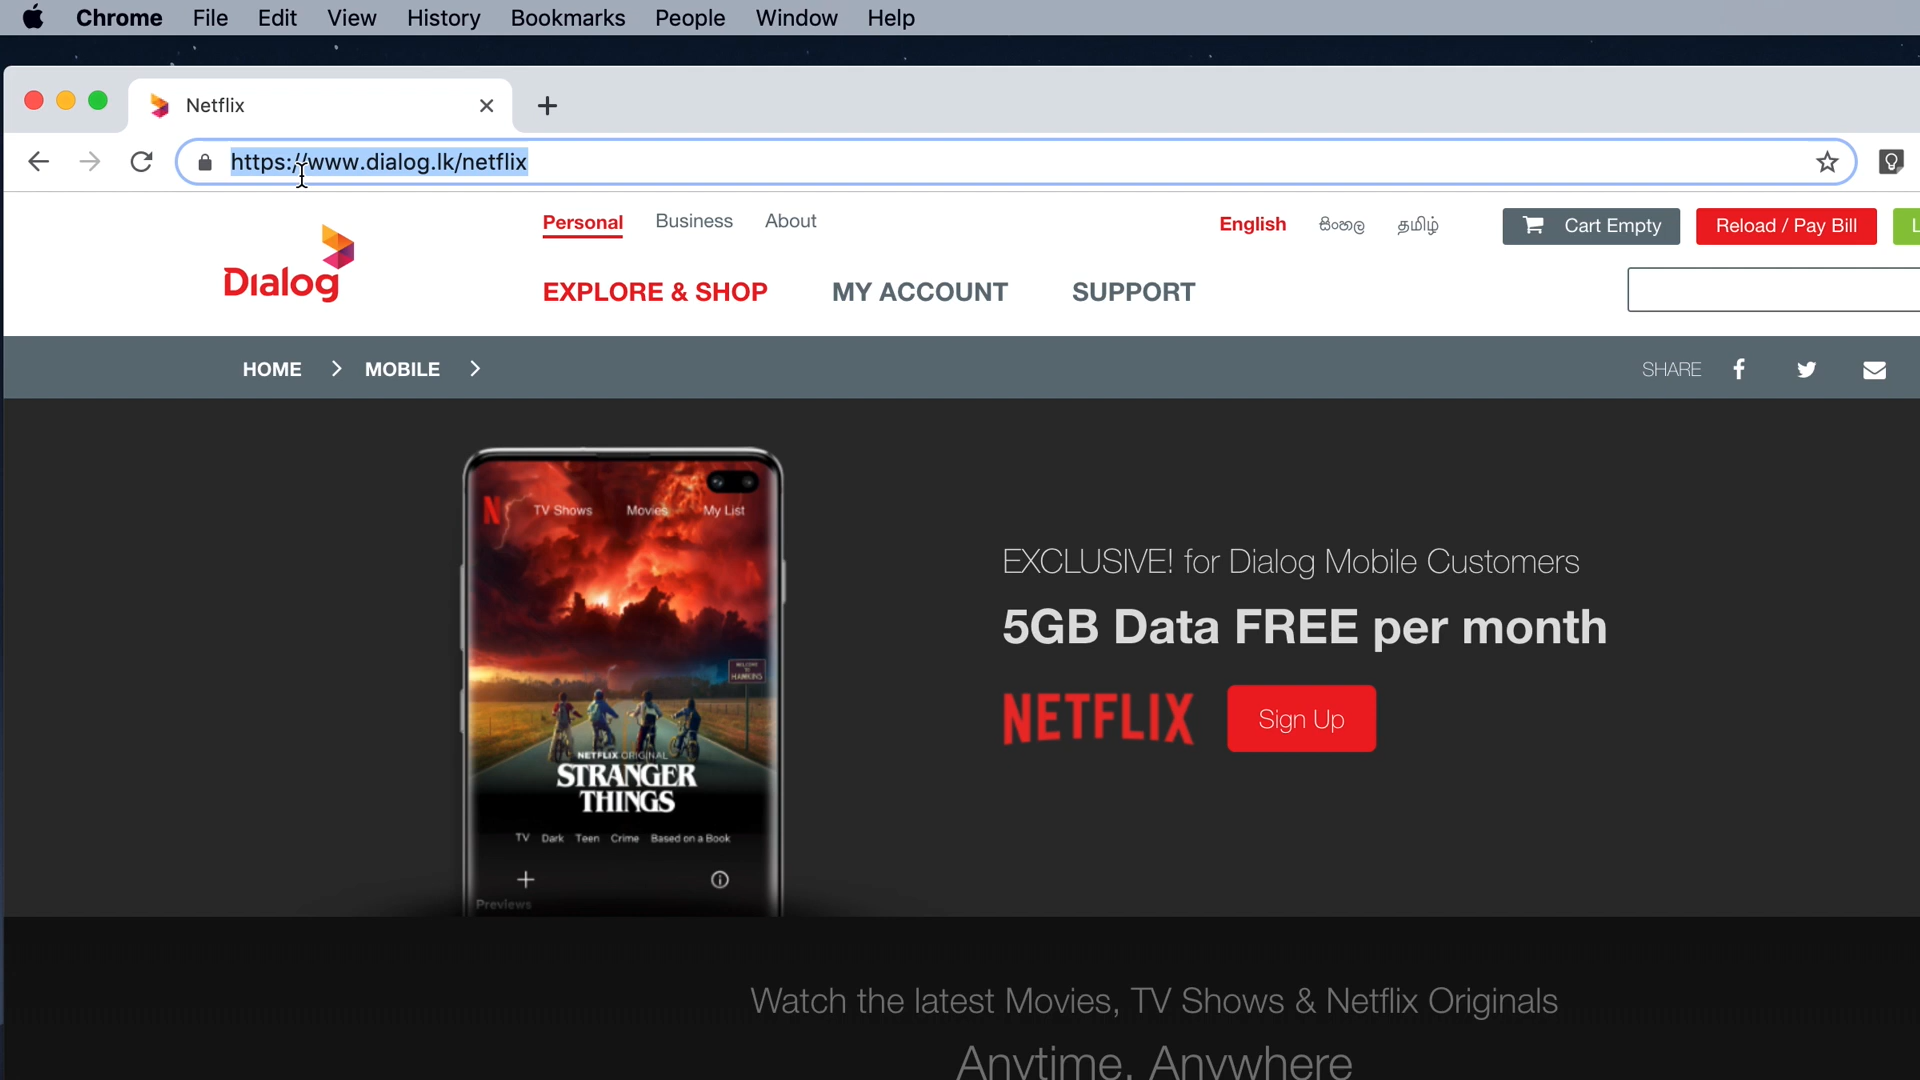 Chrome File Edit View History Bookmarks People Window Help
Netflix
https://www.dialog.lk/netflix
Personal Business About English සිංහල தமிழ் Cart Empty Reload / Pay Bill L
Dialog
EXPLORE & SHOP MY ACCOUNT SUPPORT
HOME > MOBILE > SHARE
N TV Shows Movies My List
WELCOME TO HAWKINS
EXCLUSIVE! for Dialog Mobile Customers
5GB Data FREE per month
NETFLIX Sign Up
NETFLIX ORIGINAL
STRANGER
THINGS
TV Dark Teen Crime Based on a Book
Previews
Watch the latest Movies, TV Shows & Netflix Originals
Anytime, Anywhere